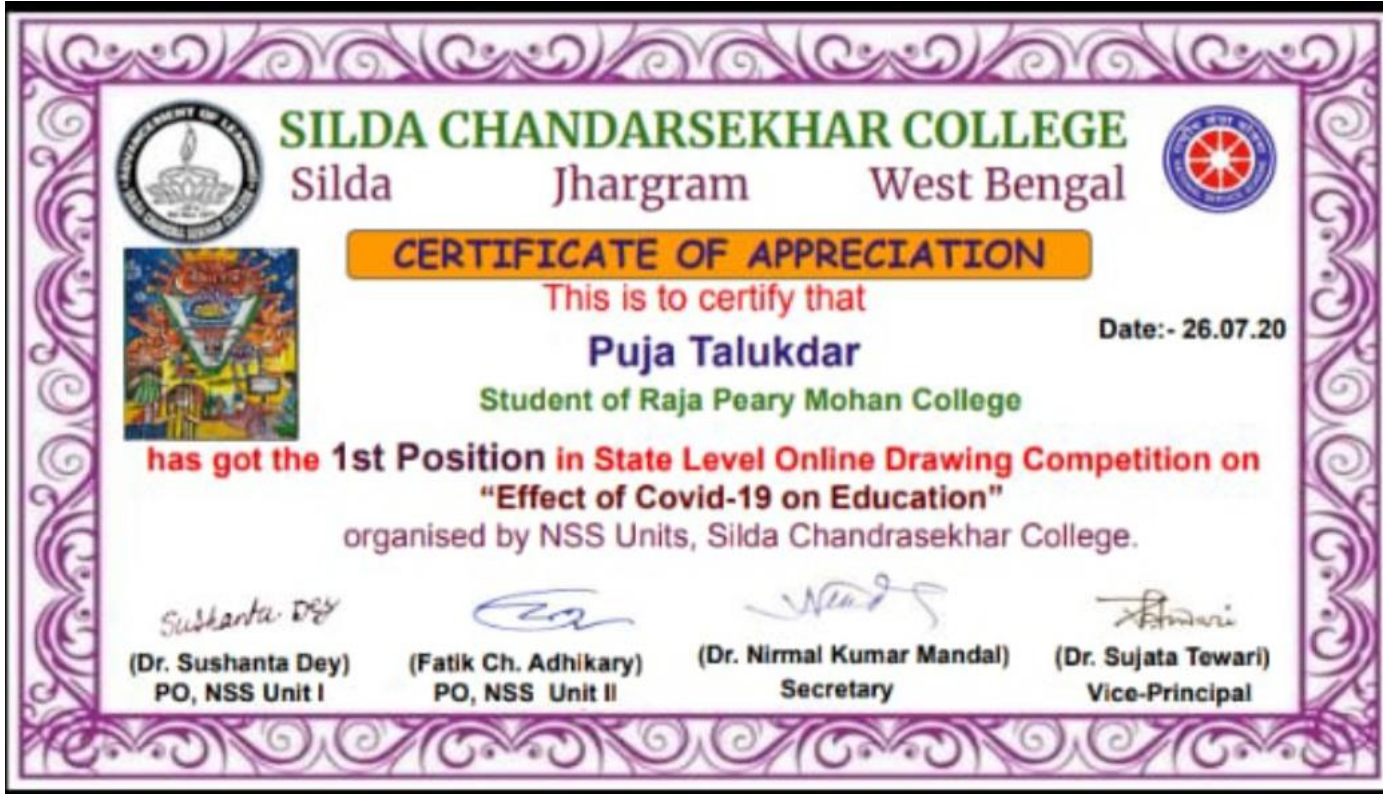 SILDA CHANDARSEKHAR COLLEGE
Silda Jhargram West Bengal
CERTIFICATE OF APPRECIATION
This is to certify that
Date:- 26.07.20
Puja Talukdar
Student of Raja Peary Mohan College
has got the 1st Position in State Level Online Drawing Competition on
“Effect of Covid-19 on Education”
organised by NSS Units, Silda Chandrasekhar College.
Sushanta Dey
(Dr. Sushanta Dey) (Fatik Ch. Adhikary) (Dr. Nirmal Kumar Mandal) (Dr. Sujata Tewari)
PO, NSS Unit I PO, NSS Unit II Secretary Vice-Principal